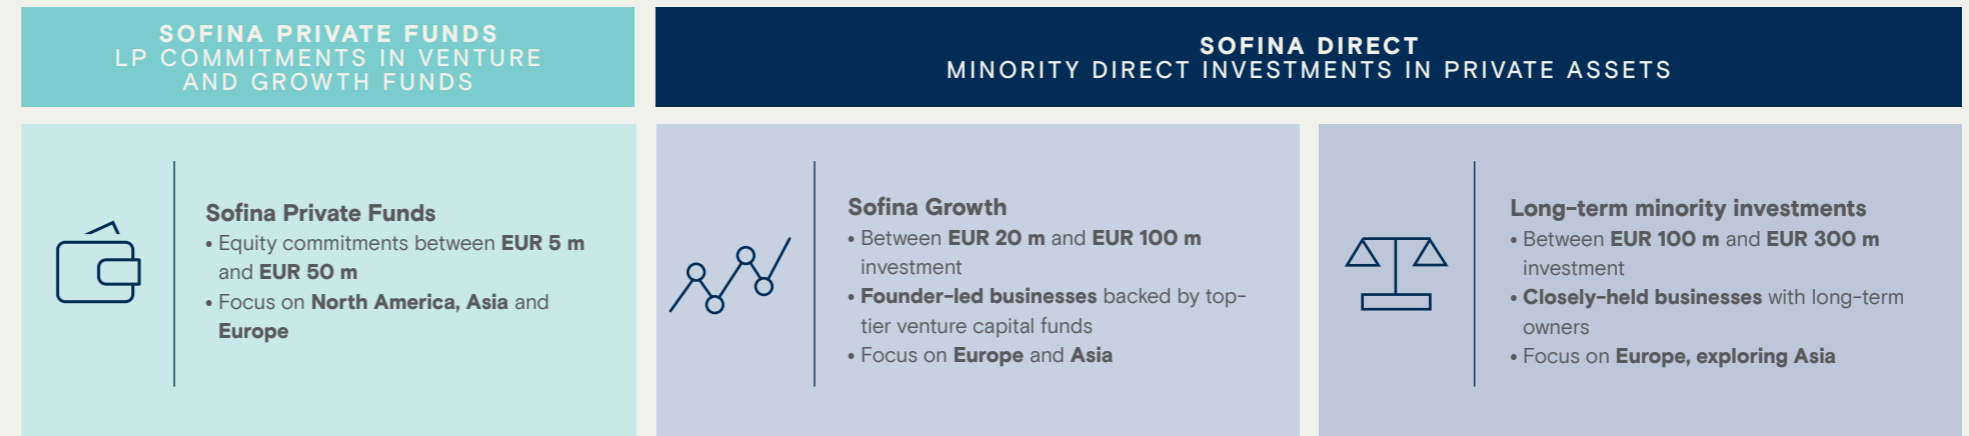 SOFINA PRIVATE FUNDS
LP COMMITMENTS IN VENTURE
AND GROWTH FUNDS
SOFINA DIRECT
MINORITY DIRECT INVESTMENTS IN PRIVATE ASSETS
Sofina Private Funds
• Equity commitments between EUR 5 m
and EUR 50 m
• Focus on North America, Asia and
Europe
Sofina Growth
• Between EUR 20 m and EUR 100 m
investment
• Founder-led businesses backed by top-
tier venture capital funds
• Focus on Europe and Asia
Long-term minority investments
• Between EUR 100 m and EUR 300 m
investment
• Closely-held businesses with long-term
owners
• Focus on Europe, exploring Asia